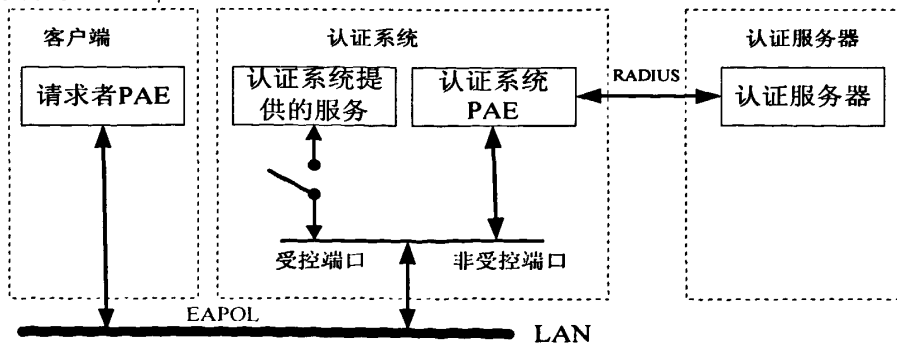 客户端
认证系统
认证服务器
请求者PAE
认证系统提
供的服务
认证系统
PAE
RADIUS
认证服务器
受控端口
非受控端口
EAPOL
LAN